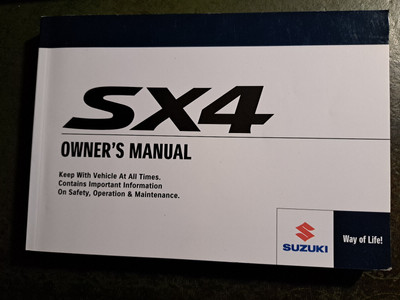 SX4
OWNER'S MANUAL
Keep With Vehicle At All Times.
Contains Important Information
On Safety, Operation & Maintenance.
SUZUKI
Way of Life!